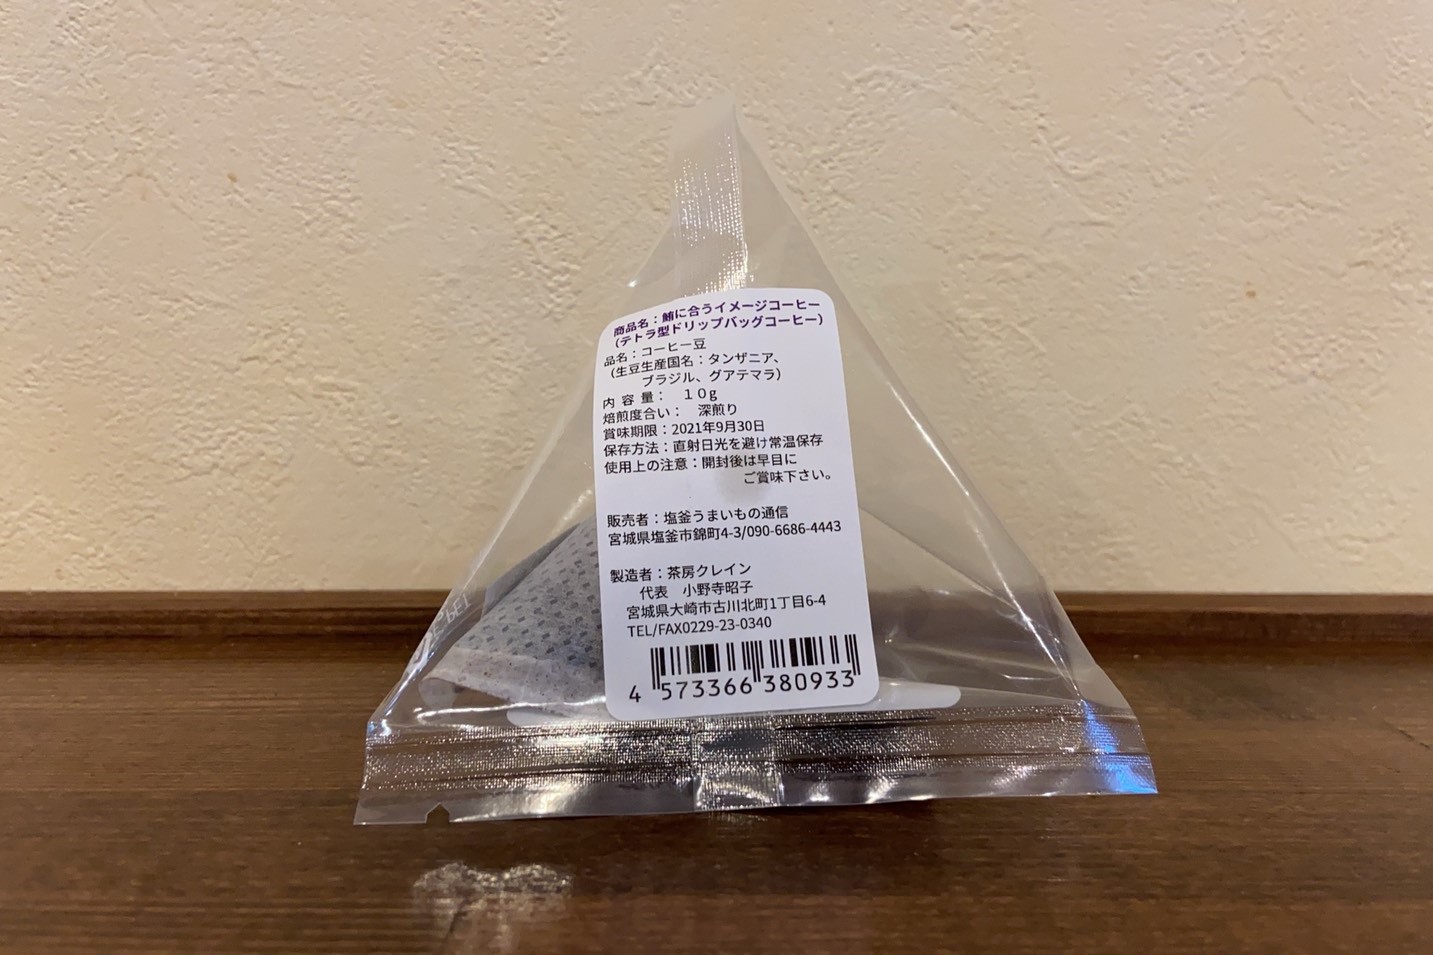 商品名：鮪に合うイメージコーヒー
（テトラ型ドリップバッグコーヒー）
品名：コーヒー豆
（生豆生産国名：タンザニア、
ブラジル、グアテマラ）
内 容 量：　１０g
焙煎度合い：　深煎り
賞味期限：2021年9月30日
保存方法：直射日光を避け常温保存
使用上の注意：開封後は早目に
ご賞味下さい。
販売者：塩釜うまいもの通信
宮城県塩釜市錦町4-3/090-6686-4443
製造者：茶房クレイン
代表　小野寺昭子
宮城県大崎市古川北町1丁目6-4
TEL/FAX0229-23-0340
4 573366 380933